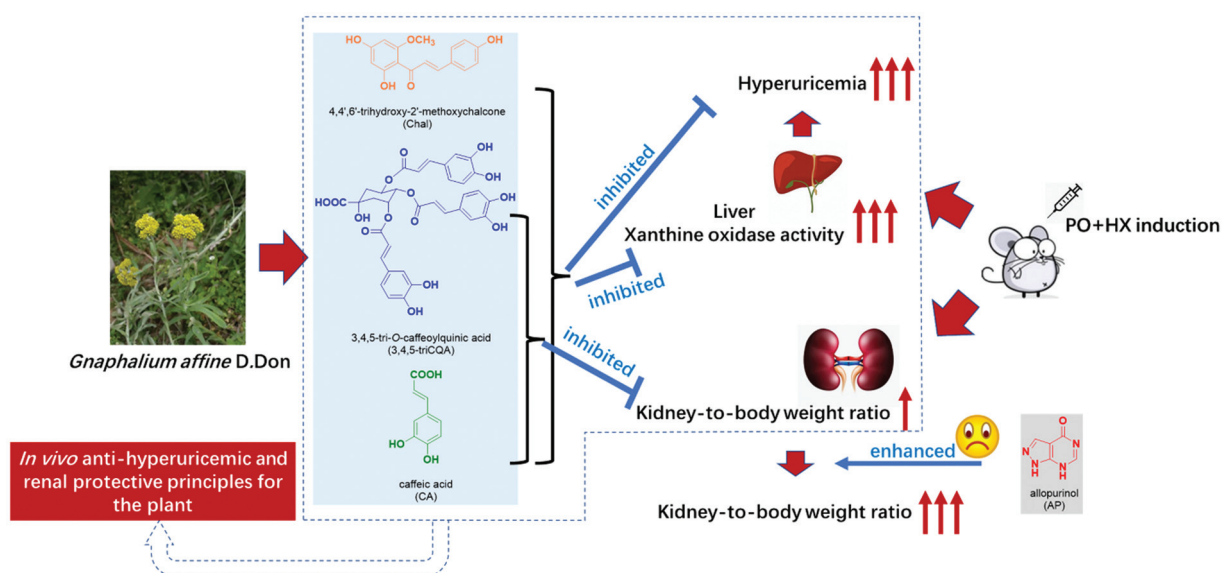 HO
OCH₃
OH
OH
O
4,4',6'-trihydroxy-2'-methoxychalcone
(Chal)
OH
O
OH
O
HOOC
O
OH
OH
O
O
O
OH
OH
OH
3,4,5-tri-O-caffeoylquinic acid
(3,4,5-triCQA)
COOH
HO
OH
caffeic acid
(CA)
Gnaphalium affine D.Don
In vivo anti-hyperuricemic and
renal protective principles for
the plant
inhibited
inhibited
inhibited
Hyperuricemia
Liver
Xanthine oxidase activity
Kidney-to-body weight ratio
PO+HX induction
enhanced
Kidney-to-body weight ratio
O
N
N
N
H
N
H
allopurinol
(AP)